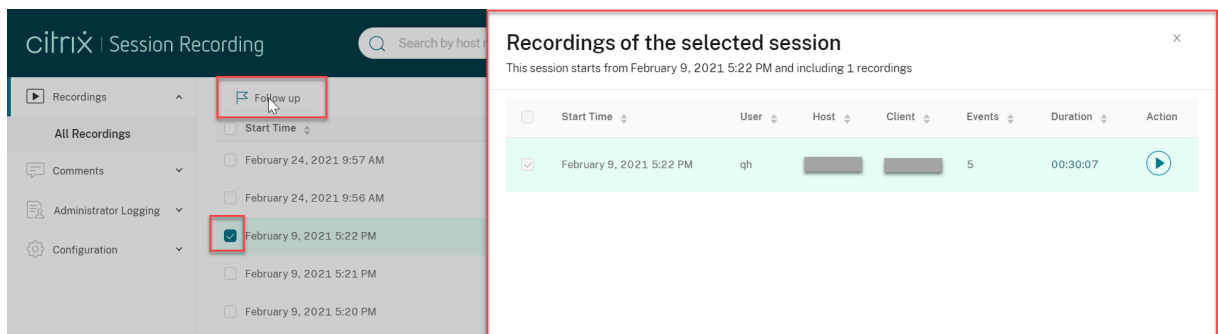 citrix | Session Recording
Search by host
Recordings
All Recordings
Comments
Administrator Logging
Configuration
Follow up
Start Time
February 24, 2021 9:57 AM
February 24, 2021 9:56 AM
February 9, 2021 5:22 PM
February 9, 2021 5:21 PM
February 9, 2021 5:20 PM
Recordings of the selected session
This session starts from February 9, 2021 5:22 PM and including 1 recordings
Start Time User Host Client Events Duration Action
February 9, 2021 5:22 PM qh 5 00:30:07